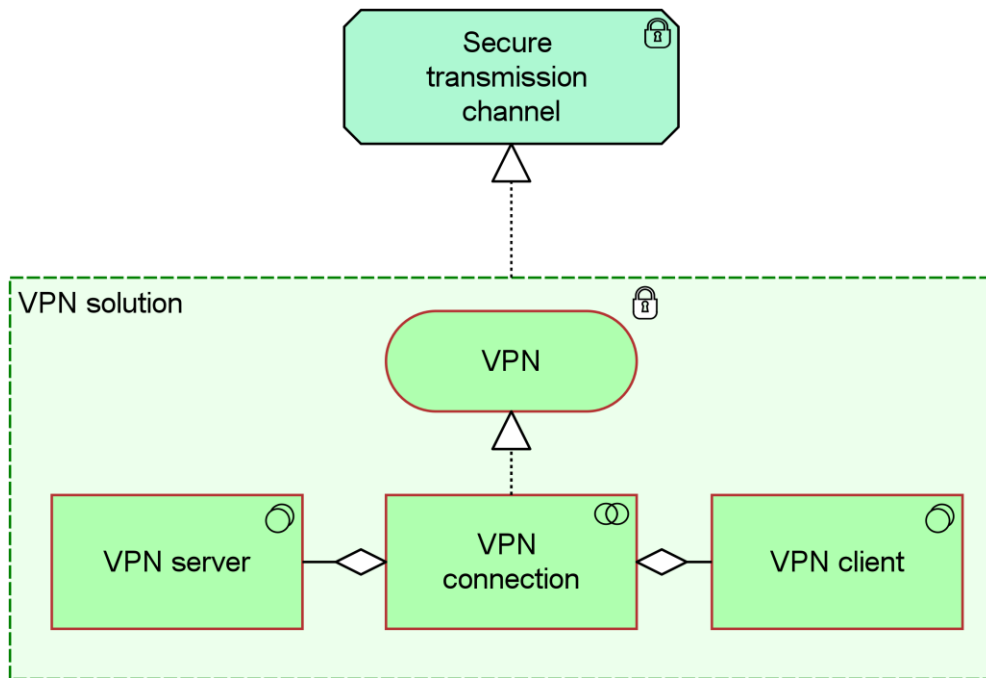 Secure
transmission
channel
VPN solution
VPN
VPN server
VPN
connection
VPN client